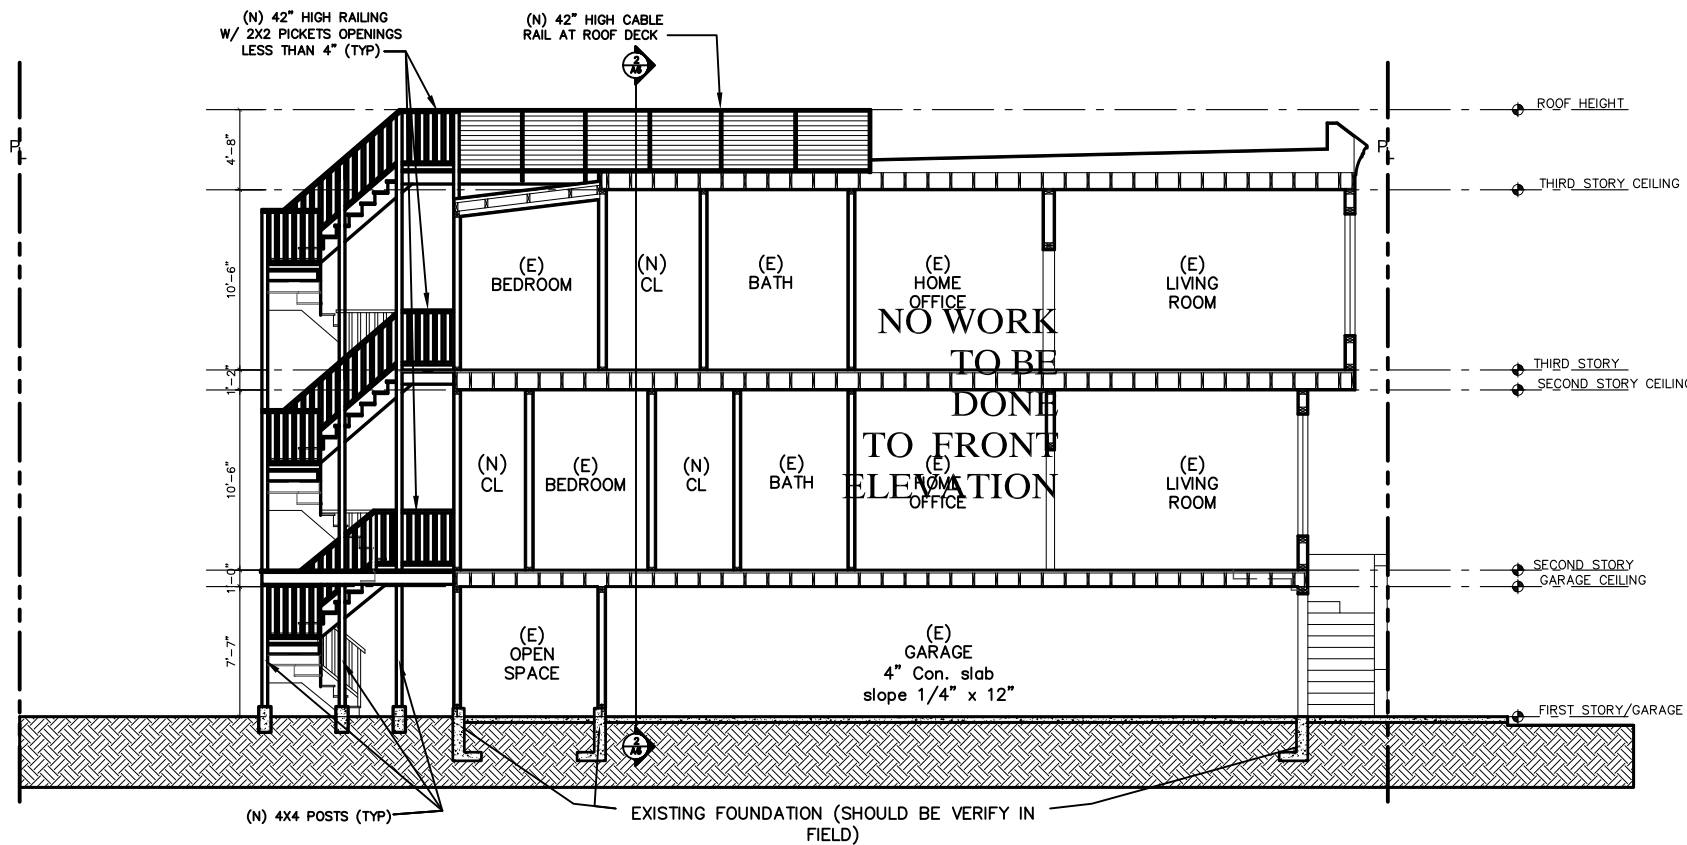 (N) 42" HIGH RAILING
W/ 2X2 PICKETS OPENINGS
LESS THAN 4" (TYP)
(N) 42" HIGH CABLE
RAIL AT ROOF DECK
2
A6
ROOF HEIGHT
4'-8"
PL
PL
THIRD STORY CEILING
10'-6"
(E)
BEDROOM
(N)
CL
(E)
BATH
(E)
HOME
OFFICE
(E)
LIVING
ROOM
NO WORK
TO BE
DONE
TO FRONT
ELEVATION
THIRD STORY
1'-2"
SECOND STORY CEILING
10'-6"
(N)
CL
(E)
BEDROOM
(N)
CL
(E)
BATH
(E)
HOME
OFFICE
(E)
LIVING
ROOM
SECOND STORY
1'-0"
GARAGE CEILING
7'-7"
(E)
OPEN
SPACE
(E)
GARAGE
4" Con. slab
slope 1/4" x 12"
FIRST STORY/GARAGE
2
A6
(N) 4X4 POSTS (TYP)
EXISTING FOUNDATION (SHOULD BE VERIFY IN
FIELD)